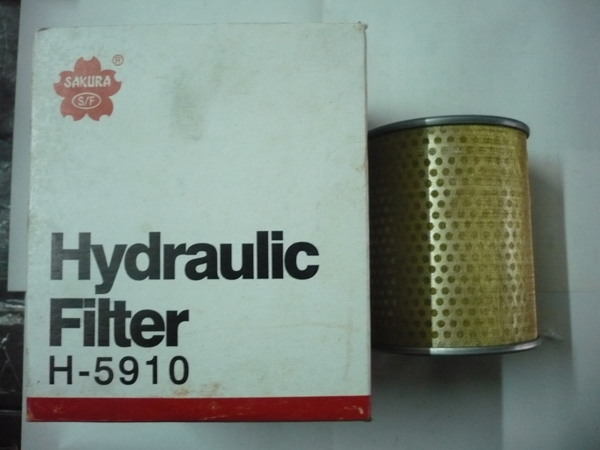 SAKURA ®
S/F
Hydraulic
Filter
H-5910